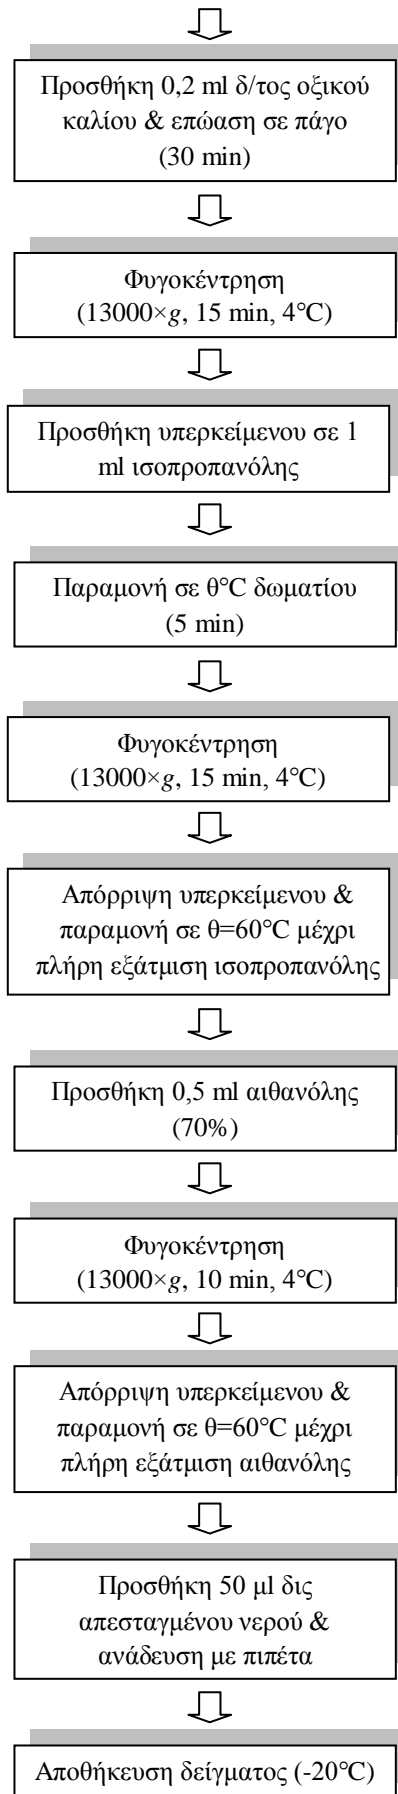 Προσθήκη 0,2 ml δ/τος οξικού
καλίου & επώαση σε πάγο
(30 min)
Φυγοκέντρηση
(13000×g, 15 min, 4°C)
Προσθήκη υπερκείμενου σε 1
ml ισοπροπανόλης
Παραμονή σε θ°C δωματίου
(5 min)
Φυγοκέντρηση
(13000×g, 15 min, 4°C)
Απόρριψη υπερκείμενου &
παραμονή σε θ=60°C μέχρι
πλήρη εξάτμιση ισοπροπανόλης
Προσθήκη 0,5 ml αιθανόλης
(70%)
Φυγοκέντρηση
(13000×g, 10 min, 4°C)
Απόρριψη υπερκείμενου &
παραμονή σε θ=60°C μέχρι
πλήρη εξάτμιση αιθανόλης
Προσθήκη 50 μl δις
απεσταγμένου νερού &
ανάδευση με πιπέτα
Αποθήκευση δείγματος (-20°C)